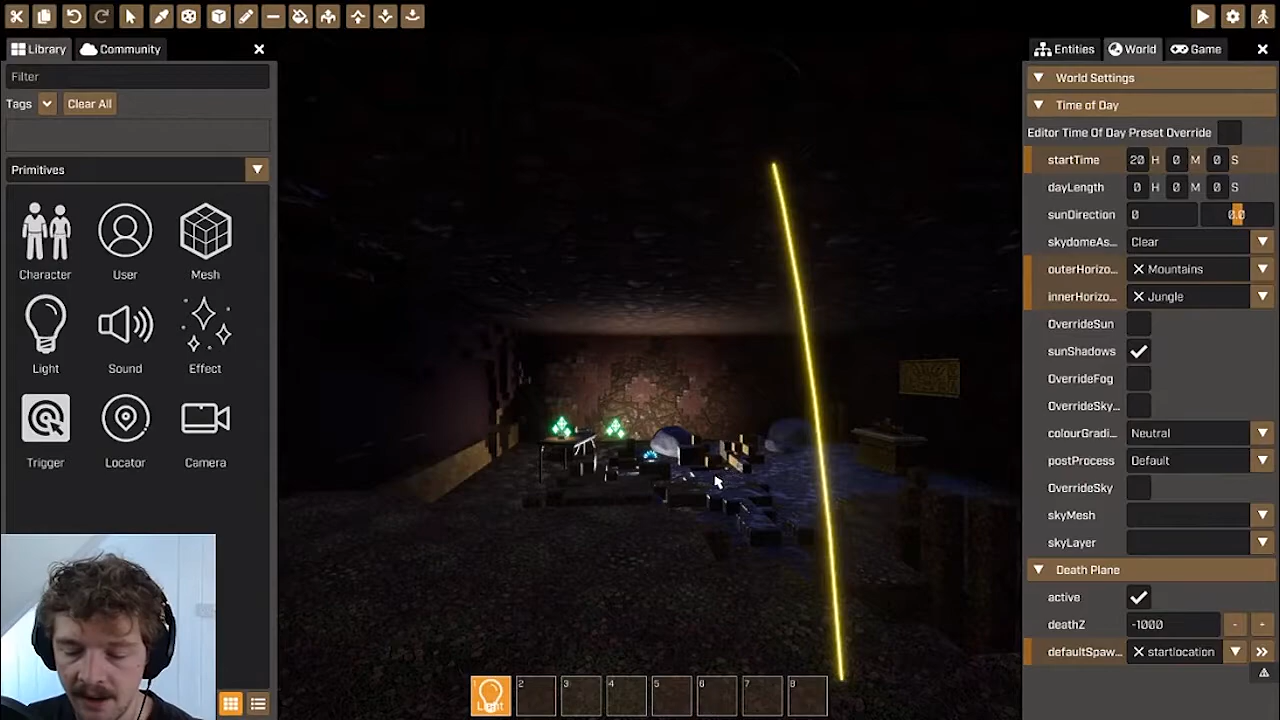 Library
Community
Filter
Tags
Clear All
Primitives
Character
User
Mesh
Light
Sound
Effect
Trigger
Locator
Camera
1 2 3 4 5 6 7 8
Light
Entities
World
Game
World Settings
Time of Day
Editor Time Of Day Preset Override
startTime 20 H 0 M 0 S
dayLength 0 H 0 M 0 S
sunDirection 0 0.0
skydomeAs... Clear
outerHorizo... Mountains
innerHorizo... Jungle
OverrideSun
sunShadows
OverrideFog
OverrideSky...
colourGradi... Neutral
postProcess Default
OverrideSky
skyMesh
skyLayer
Death Plane
active
deathZ -1000 - +
defaultSpaw... startlocation